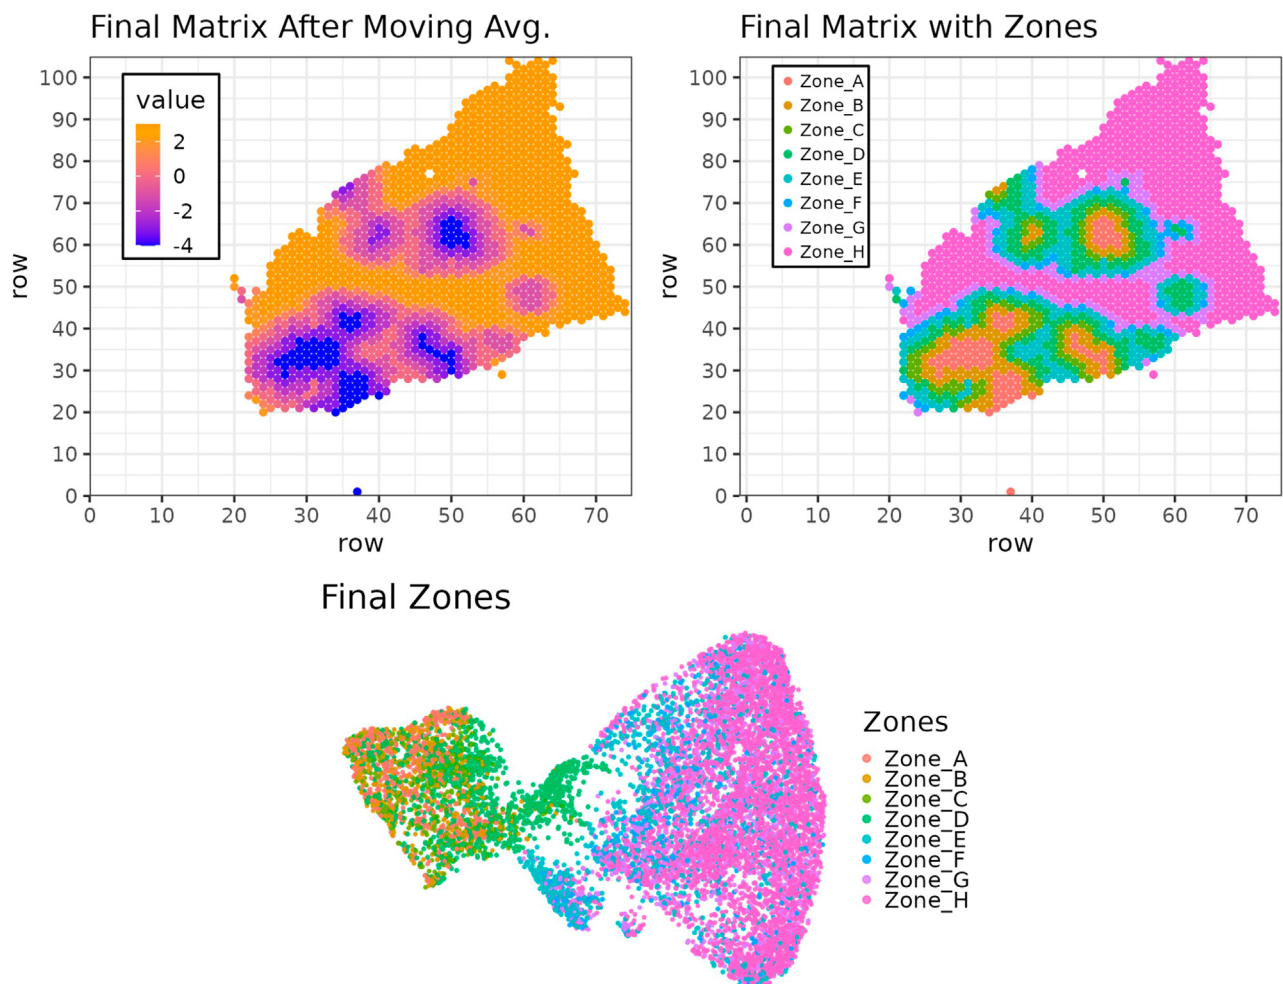 Final Matrix After Moving Avg.
Final Matrix with Zones
value
2
0
-2
-4
100
90
80
70
60
50
40
30
20
10
0
row
0 10 20 30 40 50 60 70
row
Zone_A
Zone_B
Zone_C
Zone_D
Zone_E
Zone_F
Zone_G
Zone_H
100
90
80
70
60
50
40
30
20
10
0
row
0 10 20 30 40 50 60 70
row
Final Zones
Zones
Zone_A
Zone_B
Zone_C
Zone_D
Zone_E
Zone_F
Zone_G
Zone_H